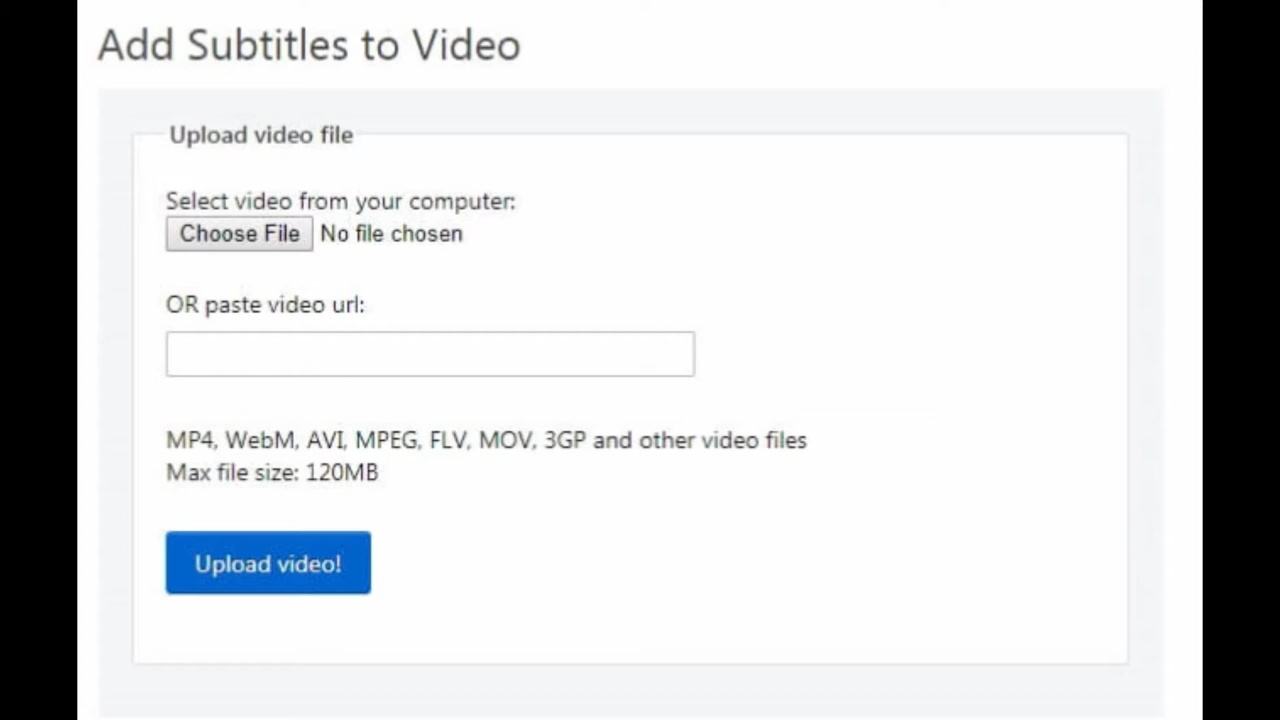 Add Subtitles to Video
Upload video file
Select video from your computer:
Choose File No file chosen
OR paste video url:
MP4, WebM, AVI, MPEG, FLV, MOV, 3GP and other video files
Max file size: 120MB
Upload video!